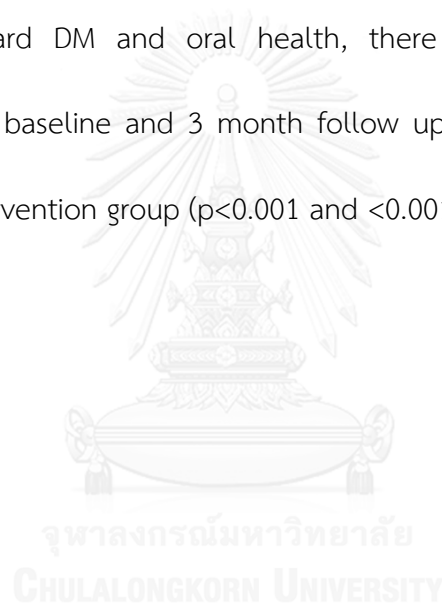 ard DM and oral health, there
baseline and 3 month follow up
vention group (p<0.001 and <0.001
จุฬาลงกรณ์มหาวิทยาลัย
CHULALONGKORN UNIVERSITY